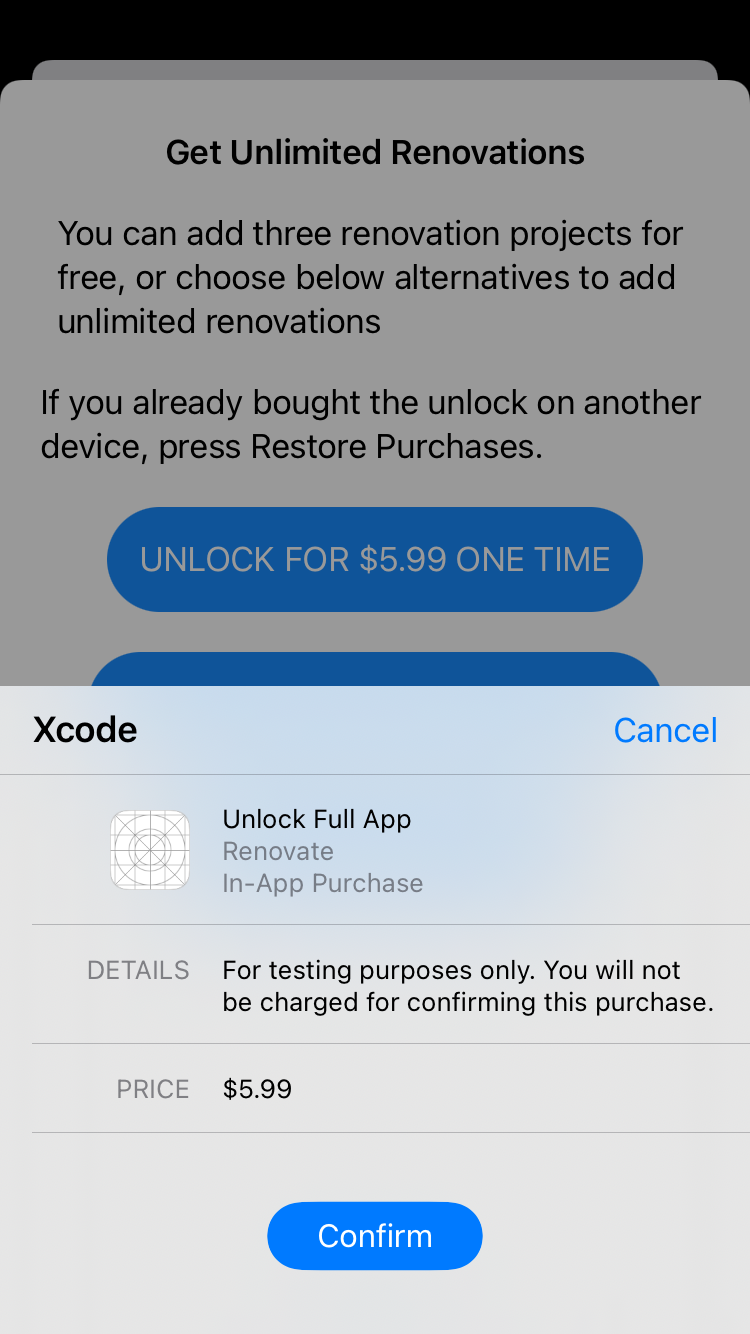 Get Unlimited Renovations
You can add three renovation projects for
free, or choose below alternatives to add
unlimited renovations
If you already bought the unlock on another
device, press Restore Purchases.
UNLOCK FOR $5.99 ONE TIME
Xcode
Cancel
Unlock Full App
Renovate
In-App Purchase
DETAILS
For testing purposes only. You will not
be charged for confirming this purchase.
PRICE
$5.99
Confirm